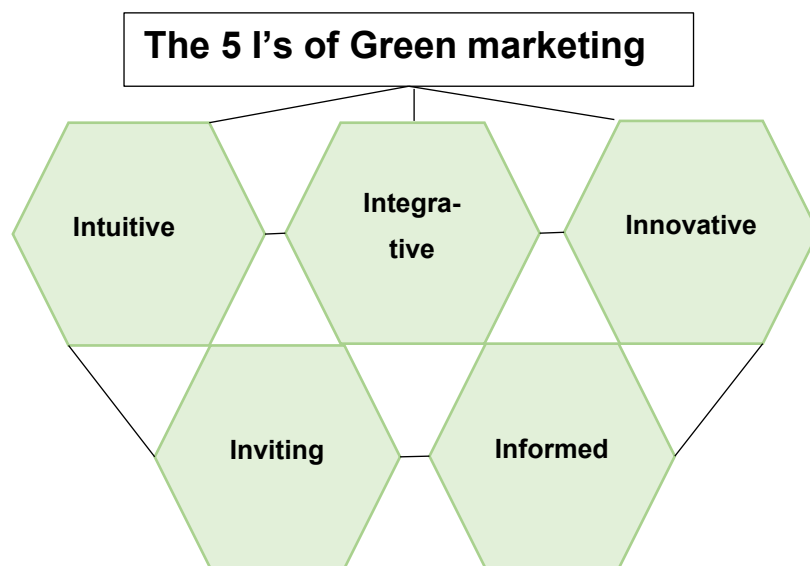 The 5 I’s of Green marketing
Intuitive
Integra-
tive
Innovative
Inviting
Informed